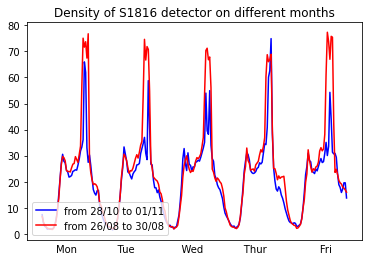 Density of S1816 detector on different months
80
70
60
50
40
30
20
10
0
from 28/10 to 01/11
from 26/08 to 30/08
Mon Tue Wed Thur Fri